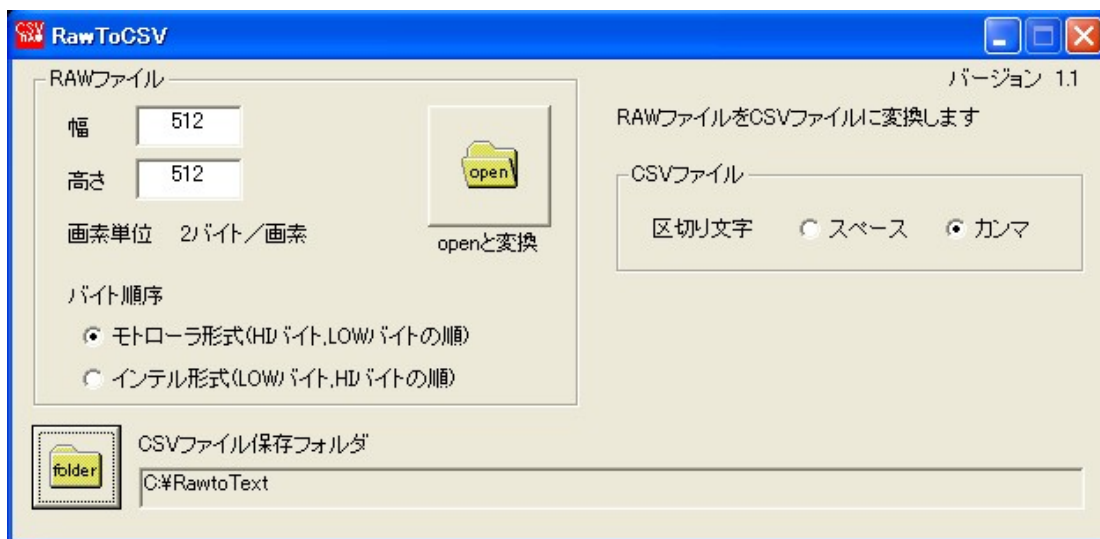 CSV
RawToCSV
バージョン 1.1
RAWファイル
幅 512
高さ 512
画素単位 2バイト／画素
open
openと変換
バイト順序
モトローラ形式(HIバイト,LOWバイトの順)
インテル形式(LOWバイト,HIバイトの順)
RAWファイルをCSVファイルに変換します
CSVファイル
区切り文字 スペース カンマ
folder
CSVファイル保存フォルダ
C:¥RawtoText